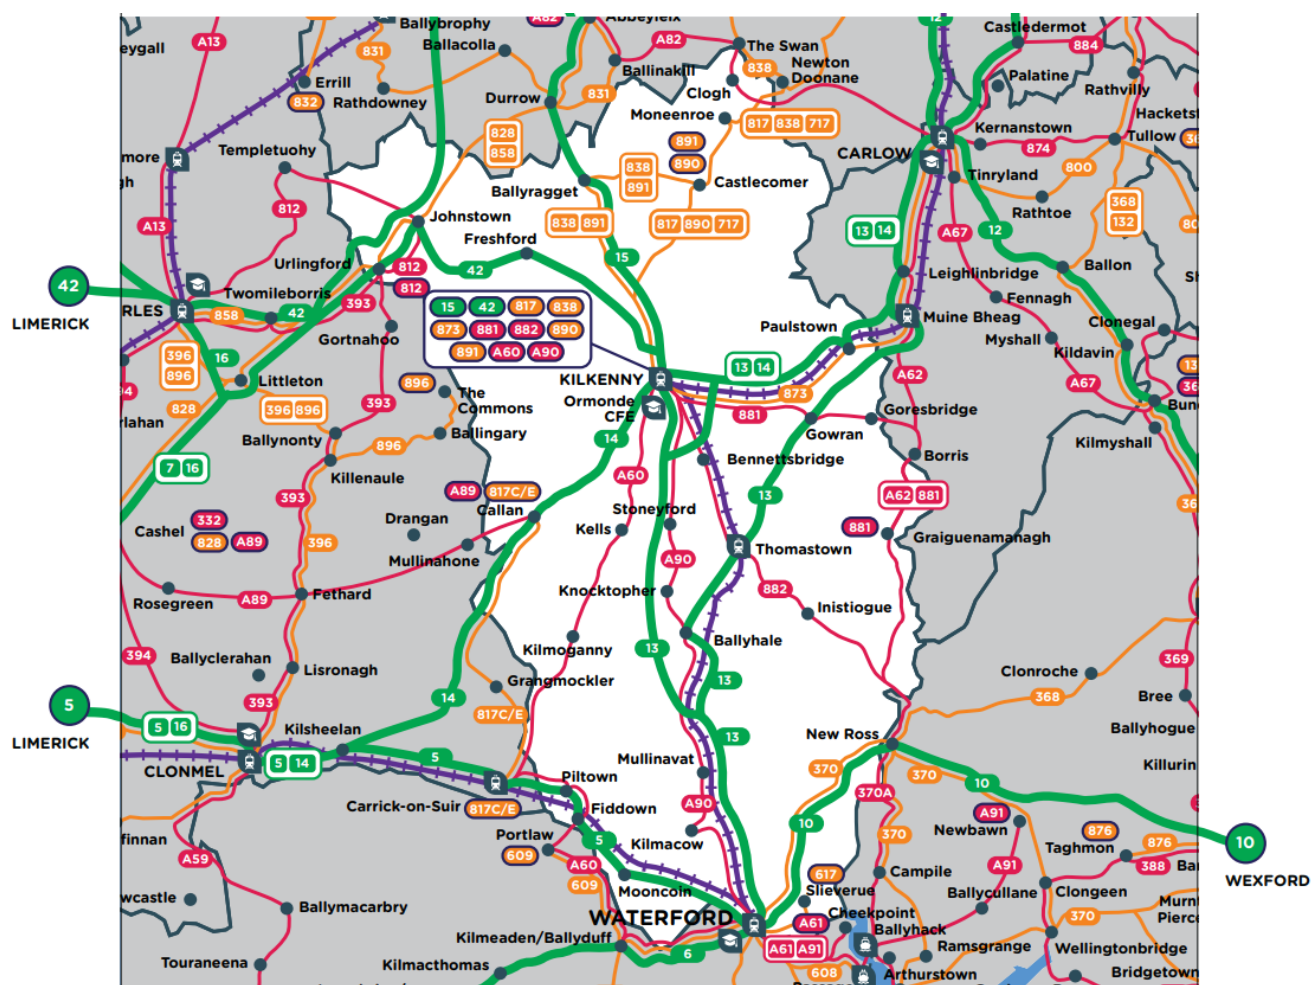 Ballybrophy
A82
Abbeyleix
12
Castledermot
eygall
A13
831
Ballacolla
A82
The Swan
884
Newton
Doonane
838
Palatine
Errill
832
Rathdowney
Durrow
831
Ballinakill
Clogh
Rathvilly
Moneenroe
817 838 717
Kernanstown
Tullow
Templetuohy
828
858
891
890
CARLOW
874
800
more
gh
838
891
Castlecomer
Tinryland
Ballyragget
Rathtoe
368
132
812
Johnstown
838 891
817 890 717
13 14
A67
12
A13
Freshford
15
Urlingford
812
42
Leighlinbridge
Ballon
42
LIMERICK
RLES
Twomileborris
812
Fennagh
858
42
393
15 42 817 838
873 881 882 890
891 A60 A90
Paulstown
Muine Bheag
Clonegal
Gortnahoo
Myshall
Kildavin
396
896
16
Littleton
896
The
Commons
KILKENNY
Ormonde
CFE
13 14
873
A62
A67
828
396 896
393
881
Goresbridge
rlahan
Ballynonty
896
Ballingary
14
Gowran
Kilmyshall
7 16
Killenaule
A60
Bennettsbridge
Borris
393
A89 817C/E
13
A62 881
Cashel
332
828 A89
Drangan
Callan
Stoneyford
Kells
881
Graiguenamanagh
396
Mullinahone
A90
Thomastown
Rosegreen
A89
Fethard
Knocktopher
882
Inistiogue
394
Ballyclerahan
Kilmoganny
13
Ballyhale
369
Lisronagh
Grangmockler
13
Clonroche
368
Bree
5
LIMERICK
393
14
817C/E
5 16
Kilsheelan
13
New Ross
Ballyhogue
CLONMEL
5 14
5
Mullinavat
370
370
10
Killurin
Carrick-on-Suir
817C/E
Piltown
Fiddown
A90
370A
A91
Newbawn
876
finnan
Portlaw
609
5
Kilmacow
10
370
Taghmon
876
10
WEXFORD
A59
A60
609
617
Campile
A91
388
wcastle
Mooncoin
Slieverue
Ballycullane
Clongeen
Ballymacarbry
WATERFORD
A61
Cheekpoint
Ballyhack
370
Kilmeaden/Ballyduff
A61 A91
Ramsgrange
Wellingtonbridge
Touraneena
Kilmacthomas
6
608
Arthurstown
Bridgetown